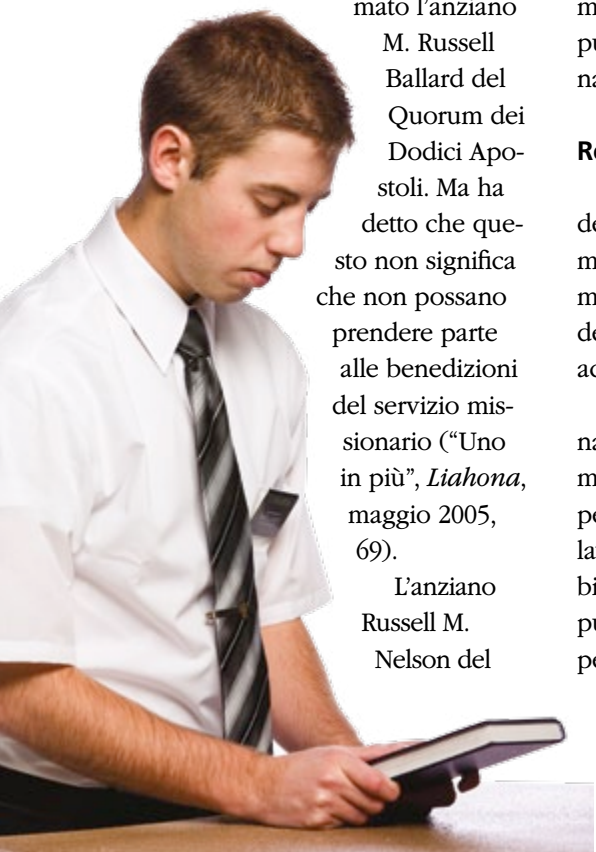 mato l’anziano
M. Russell
Ballard del
Quorum dei
Dodici Apo-
stoli. Ma ha
detto che que-
sto non significa
che non possano
prendere parte
alle benedizioni
del servizio mis-
sionario (“Uno
in più”, Liahona,
maggio 2005,
69).
L’anziano
Russell M.
Nelson del